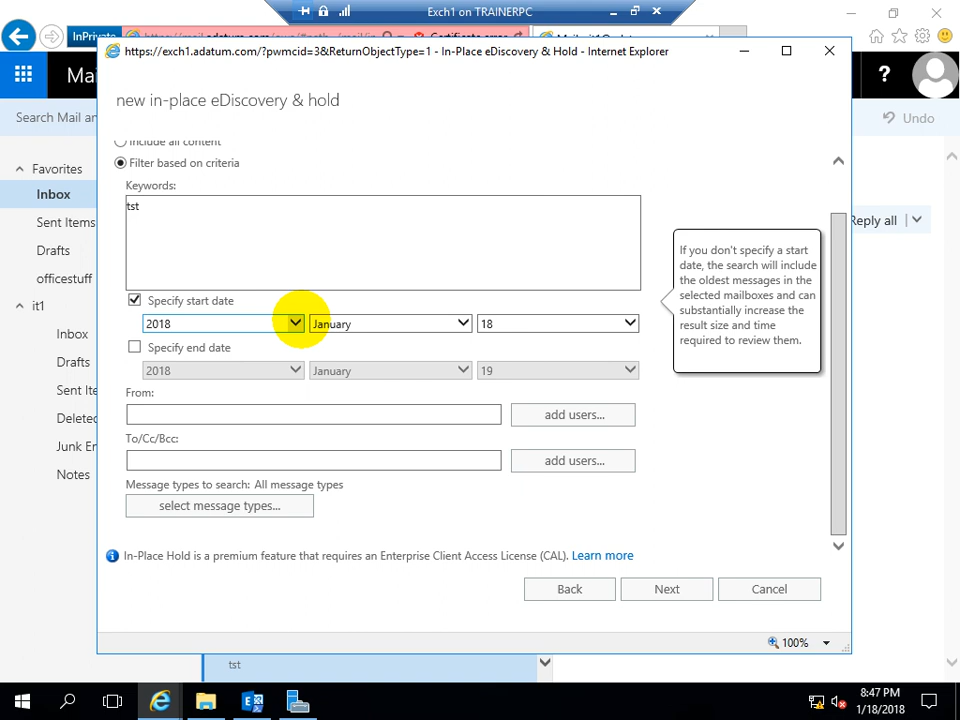 Exch1 on TRAINERPC
InPrivate
Certificate error
https://exch1.adatum.com/?pwmcid=3&ReturnObjectType=1 - In-Place eDiscovery & Hold - Internet Explorer
Mai
?
Search Mail an
Undo
new in-place eDiscovery & hold
Favorites
Inbox
Sent Items
Drafts
officestuff
it1
Inbox
Drafts
Sent Ite
Deleted
Junk Em
Notes
Include all content
Filter based on criteria
Keywords:
tst
Specify start date
2018 January 18
Specify end date
2018 January 19
From:
add users...
To/Cc/Bcc:
add users...
Message types to search: All message types
select message types...
If you don't specify a start
date, the search will include
the oldest messages in the
selected mailboxes and can
substantially increase the
result size and time
required to review them.
Reply all
In-Place Hold is a premium feature that requires an Enterprise Client Access License (CAL). Learn more
Back Next Cancel
100%
tst
8:47 PM
1/18/2018